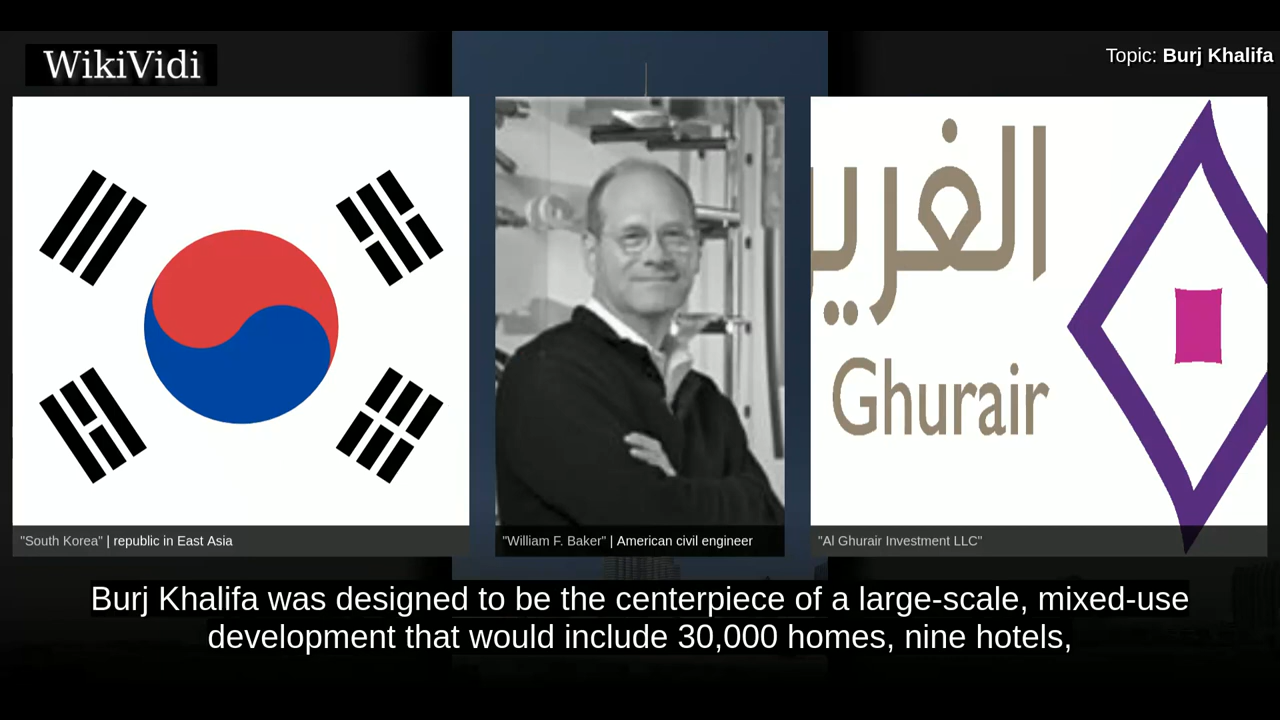 WikiVidi
Topic: Burj Khalifa
الغرير
Ghurair
"South Korea" | republic in East Asia
"William F. Baker" | American civil engineer
"Al Ghurair Investment LLC"
Burj Khalifa was designed to be the centerpiece of a large-scale, mixed-use
development that would include 30,000 homes, nine hotels,